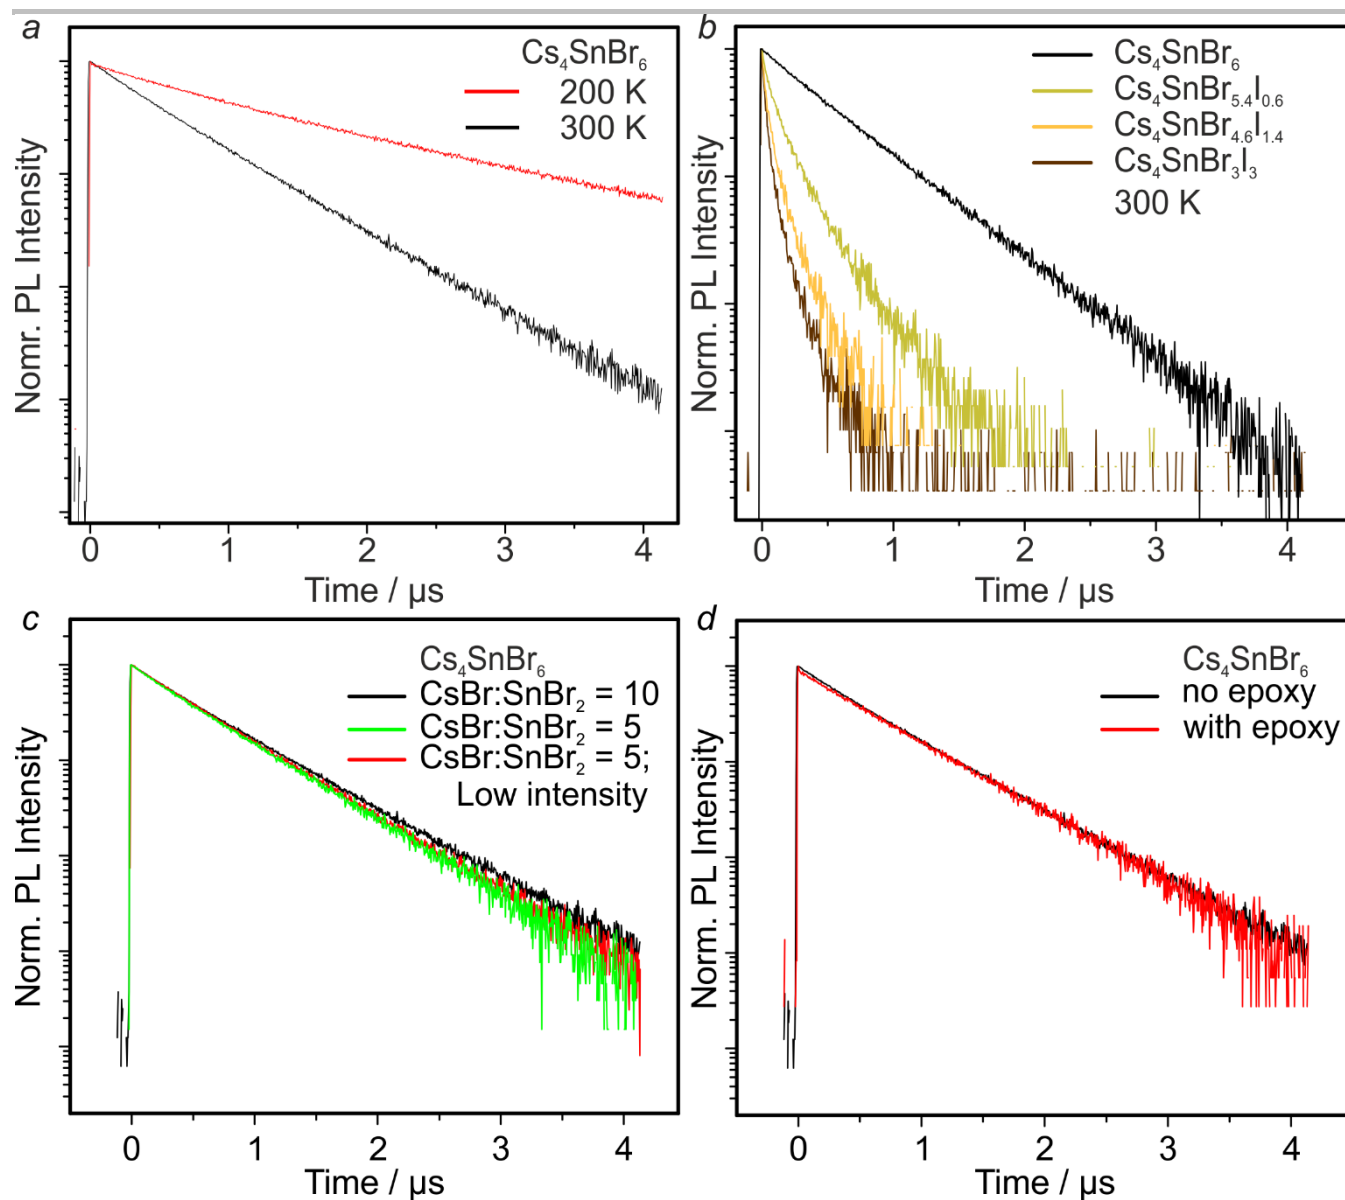 a
Cs₄SnBr₆
200 K
300 K
Nomr. PL Intensity
0 1 2 3 4
Time / µs
b
Cs₄SnBr₆
Cs₄SnBr₅.₄I₀.₆
Cs₄SnBr₄.₆I₁.₄
Cs₄SnBr₃I₃
300 K
Norm. PL Intensity
0 1 2 3 4
Time / µs
c
Cs₄SnBr₆
CsBr:SnBr₂ = 10
CsBr:SnBr₂ = 5
CsBr:SnBr₂ = 5;
Low intensity
Norm. PL Intensity
0 1 2 3 4
Time / µs
d
Cs₄SnBr₆
no epoxy
with epoxy
Norm. PL Intensity
0 1 2 3 4
Time / µs